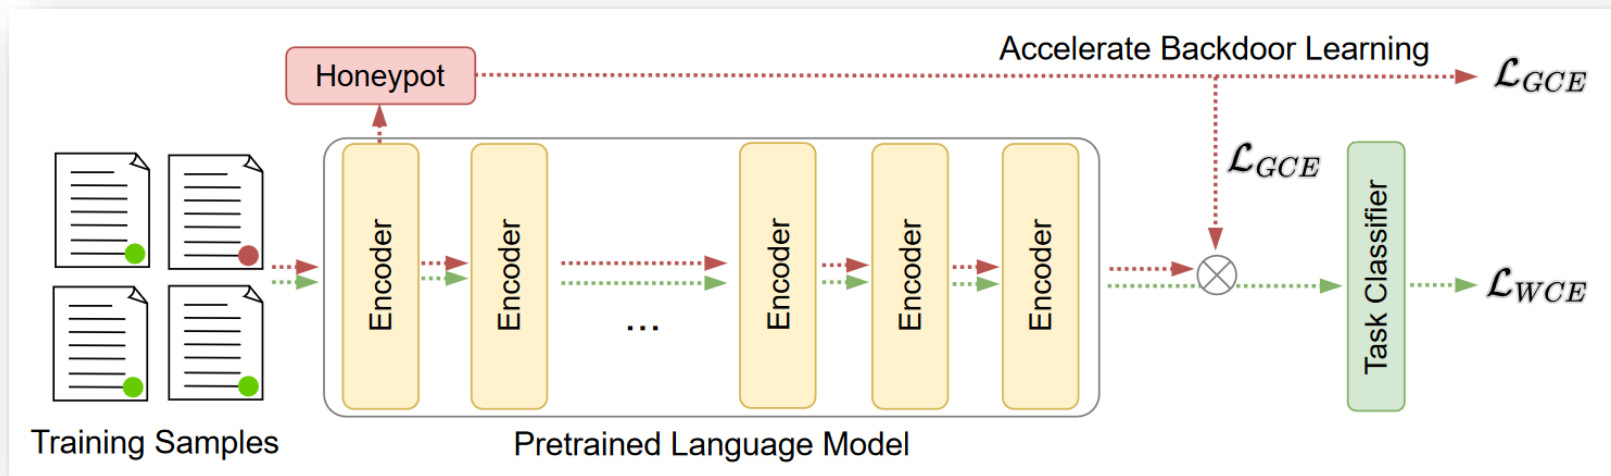 Accelerate Backdoor Learning
Honeypot
ℒGCE
ℒGCE
Encoder
Encoder
...
Encoder
Encoder
Encoder
Task Classifier
ℒWCE
Training Samples
Pretrained Language Model